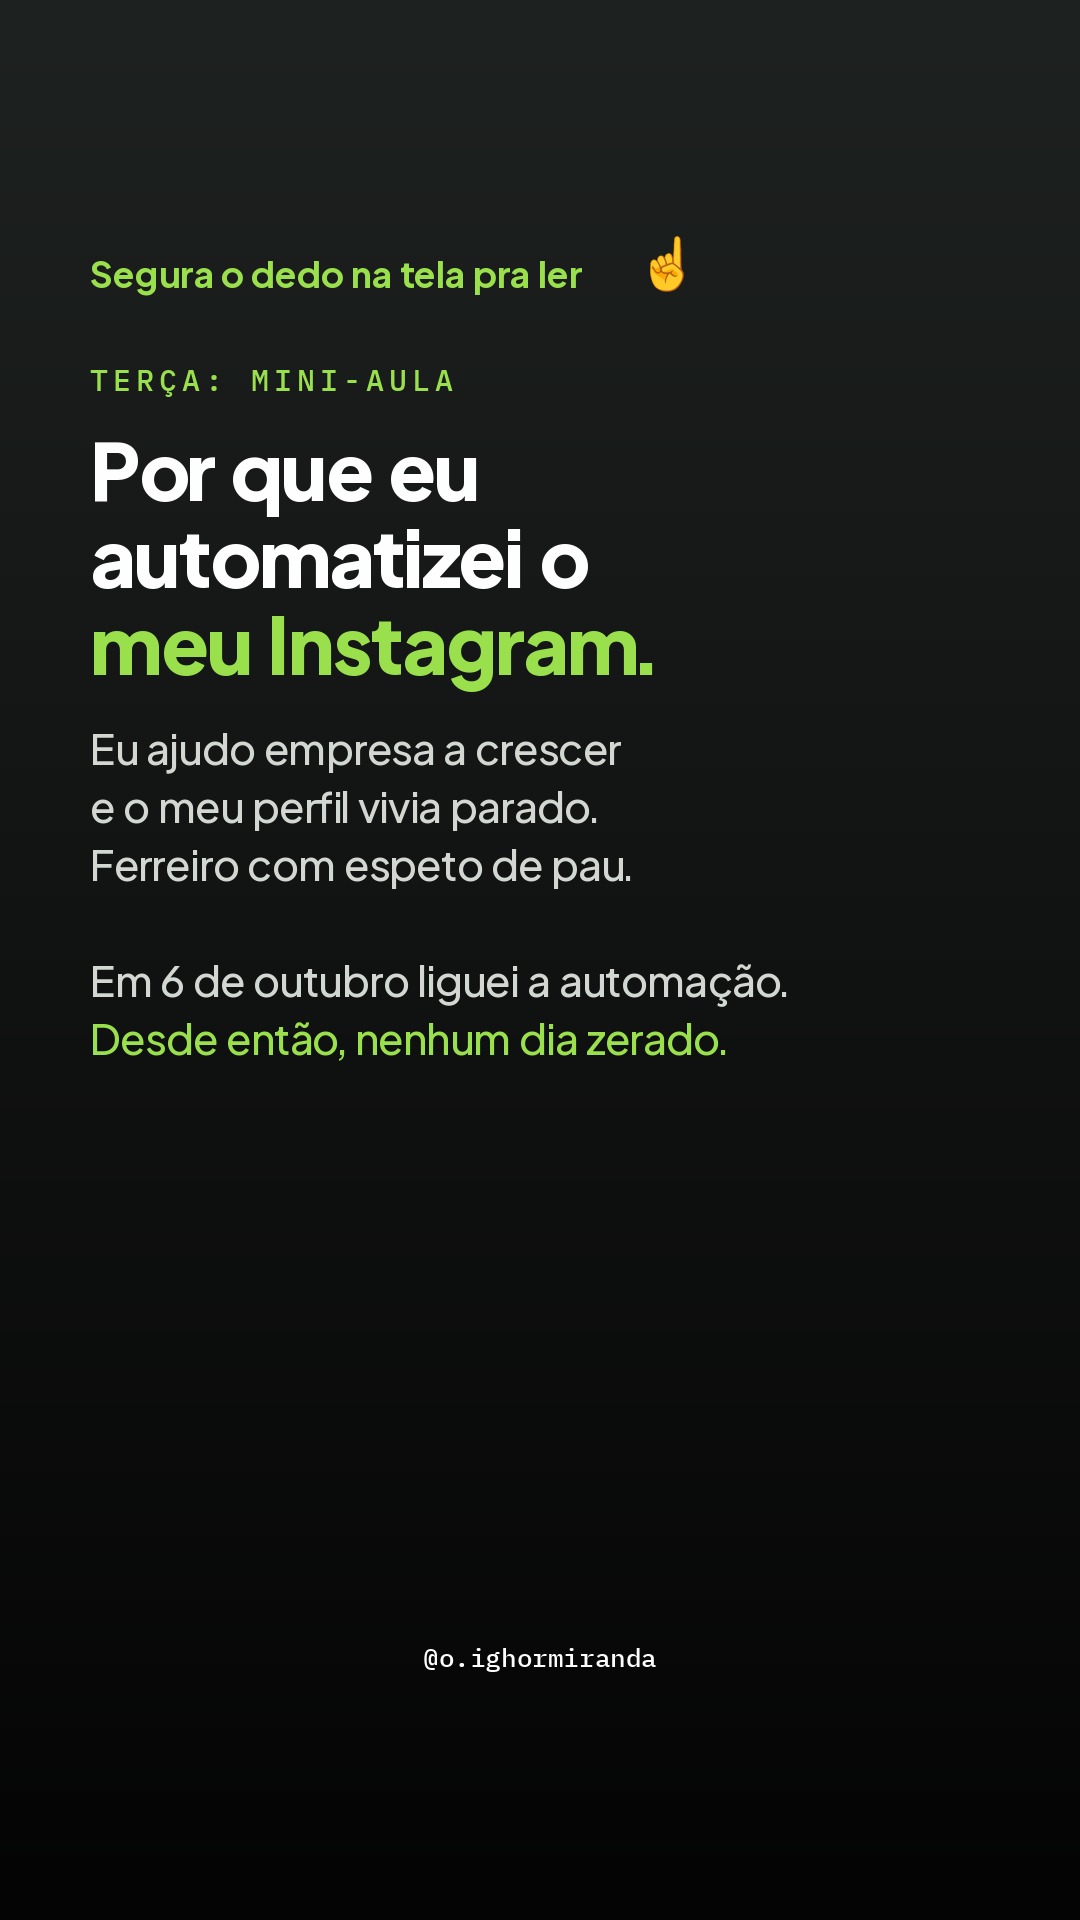 Segura o dedo na tela pra ler ☝️
TERÇA: MINI-AULA
Por que eu
automatizei o
meu Instagram.
Eu ajudo empresa a crescer
e o meu perfil vivia parado.
Ferreiro com espeto de pau.
Em 6 de outubro liguei a automação.
Desde então, nenhum dia zerado.
@o.ighormiranda